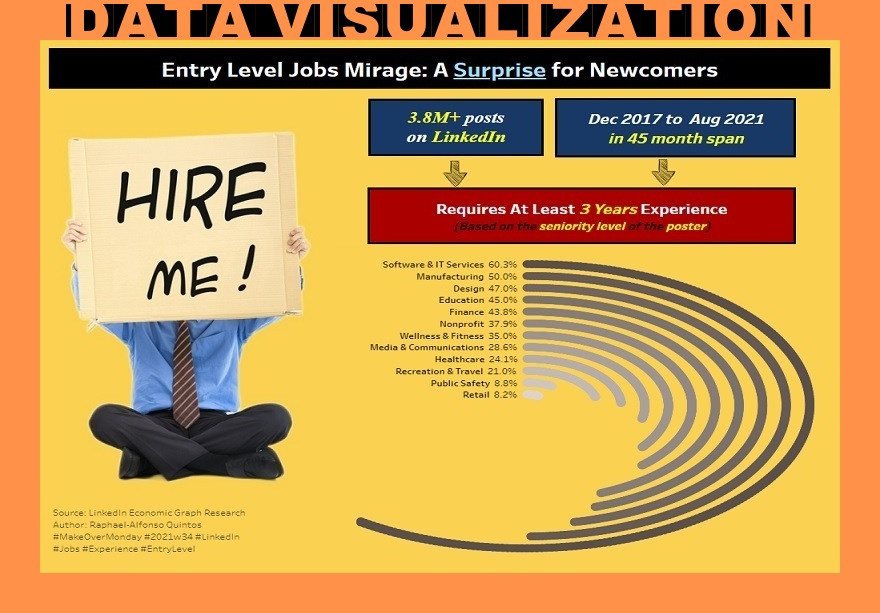 DATA VISUALIZATION
Entry Level Jobs Mirage: A Surprise for Newcomers
3.8M+ posts
on LinkedIn
Dec 2017 to Aug 2021
in 45 month span
HIRE
ME!
Requires At Least 3 Years Experience
(Based on the seniority level of the poster)
Software & IT Services 60.3%
Manufacturing 50.0%
Design 47.0%
Education 45.0%
Finance 43.8%
Nonprofit 37.9%
Wellness & Fitness 35.0%
Media & Communications 28.6%
Healthcare 24.1%
Recreation & Travel 21.0%
Public Safety 8.8%
Retail 8.2%
Source: LinkedIn Economic Graph Research
Author: Raphael-Alfonso Quintos
#MakeOverMonday #2021w34 #LinkedIn
#Jobs #Experience #EntryLevel